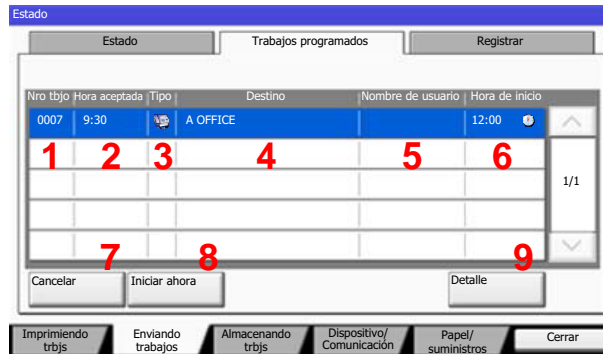 Estado
Estado Trabajos programados Registrar
Nro tbjo Hora aceptada Tipo Destino Nombre de usuario Hora de inicio
0007 9:30 A OFFICE 12:00
1 2 3 4 5 6
1/1
7 8 9
Cancelar Iniciar ahora Detalle
Imprimiendo trbjs Enviando trabajos Almacenando trbjs Dispositivo/ Comunicación Papel/ suministros Cerrar